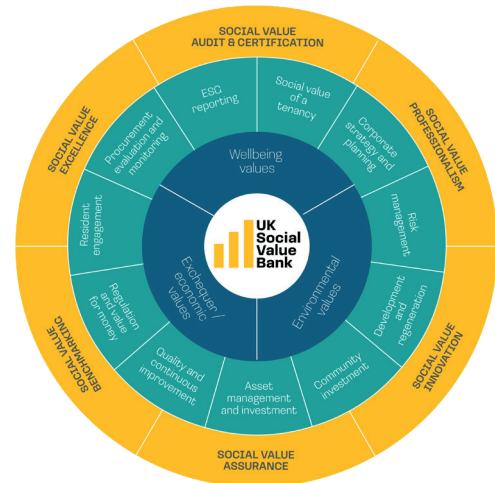 SOCIAL VALUE
AUDIT & CERTIFICATION
SOCIAL VALUE
PROFESSIONALISM
SOCIAL VALUE
INNOVATION
SOCIAL VALUE
ASSURANCE
SOCIAL VALUE
BENCHMARKING
SOCIAL VALUE
EXCELLENCE
ESG
reporting
Social value
of a
tenancy
Corporate
strategy and
planning
Risk
management
Development
and
regeneration
Community
investment
Asset
management
and investment
Quality and
continuous
improvement
Regulation
and value
for money
Resident
engagement
Procurement
evaluation and
monitoring
Wellbeing
values
Environmental
values
Exchequer/
economic
values
UK
Social
Value
Bank